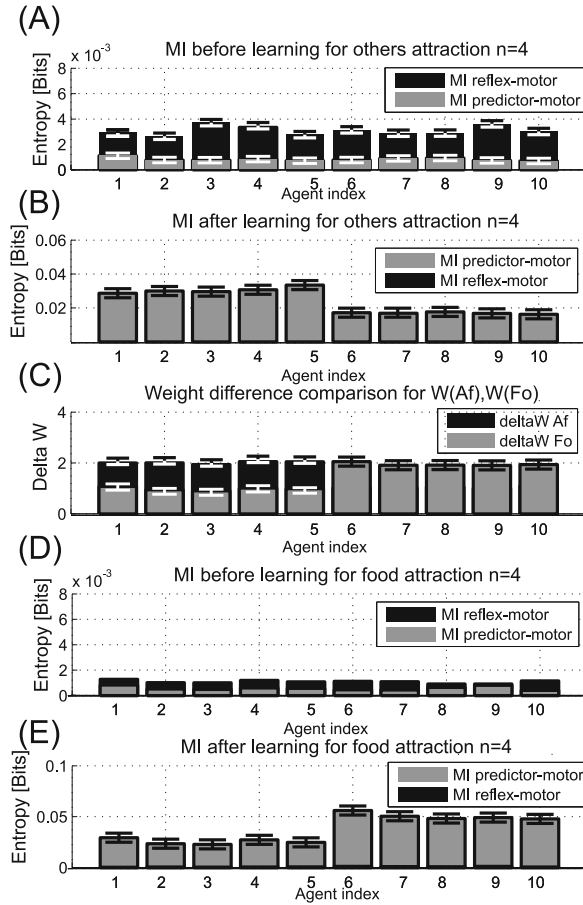 (A)
x 10⁻³
MI before learning for others attraction n=4
8
6
4
2
0
Entropy [Bits]
MI reflex-motor
MI predictor-motor
1 2 3 4 5 6 7 8 9 10
Agent index
(B)
MI after learning for others attraction n=4
0.06
0.04
0.02
Entropy [Bits]
MI predictor-motor
MI reflex-motor
1 2 3 4 5 6 7 8 9 10
Agent index
(C)
Weight difference comparison for W(Af),W(Fo)
4
2
0
Delta W
deltaW Af
deltaW Fo
1 2 3 4 5 6 7 8 9 10
Agent index
(D)
x 10⁻³
MI before learning for food attraction n=4
8
6
4
2
0
Entropy [Bits]
MI reflex-motor
MI predictor-motor
1 2 3 4 5 6 7 8 9 10
Agent index
(E)
MI after learning for food attraction n=4
0.1
0.05
0
Entropy [Bits]
MI predictor-motor
MI reflex-motor
1 2 3 4 5 6 7 8 9 10
Agent index